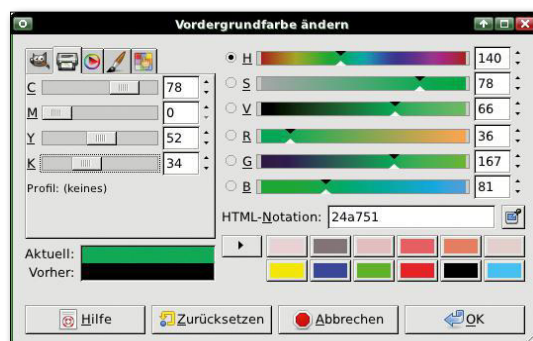 Vordergrundfarbe ändern
C 78
M 0
Y 52
K 34
Profil: (keines)
Aktuell:
Vorher:
H 140
S 78
V 66
R 36
G 167
B 81
HTML-Notation: 24a751
Hilfe Zurücksetzen Abbrechen OK